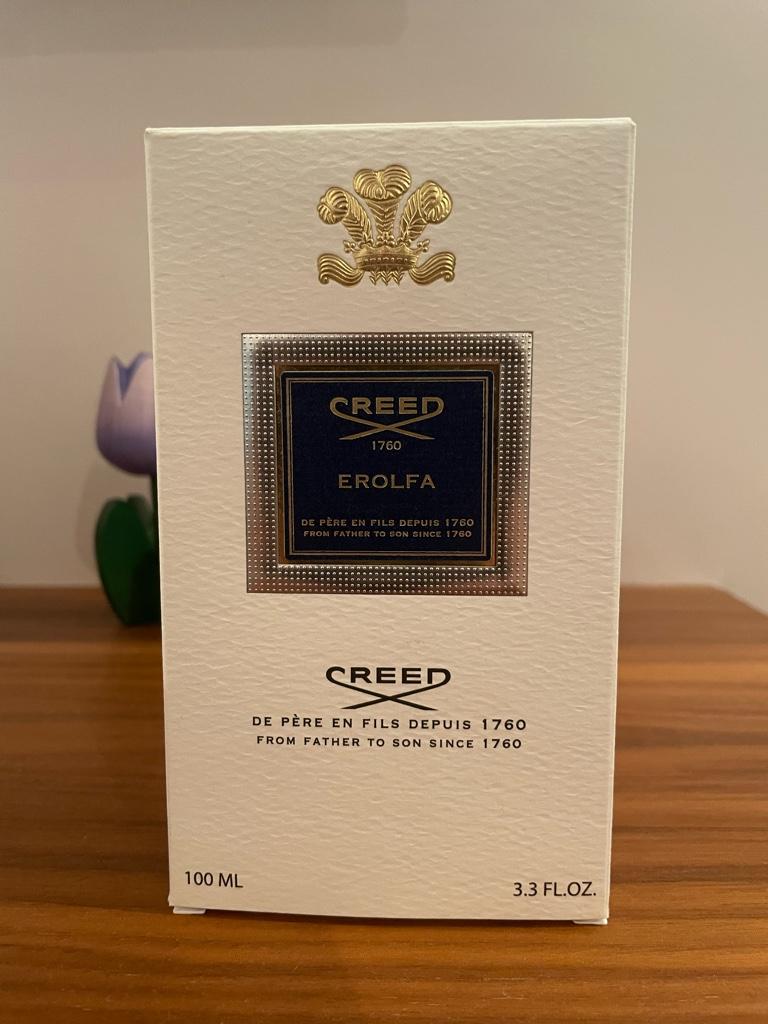 CREED
1760
EROLFA
DE PÈRE EN FILS DEPUIS 1760
FROM FATHER TO SON SINCE 1760
CREED
DE PÈRE EN FILS DEPUIS 1760
FROM FATHER TO SON SINCE 1760
100 ML
3.3 FL.OZ.